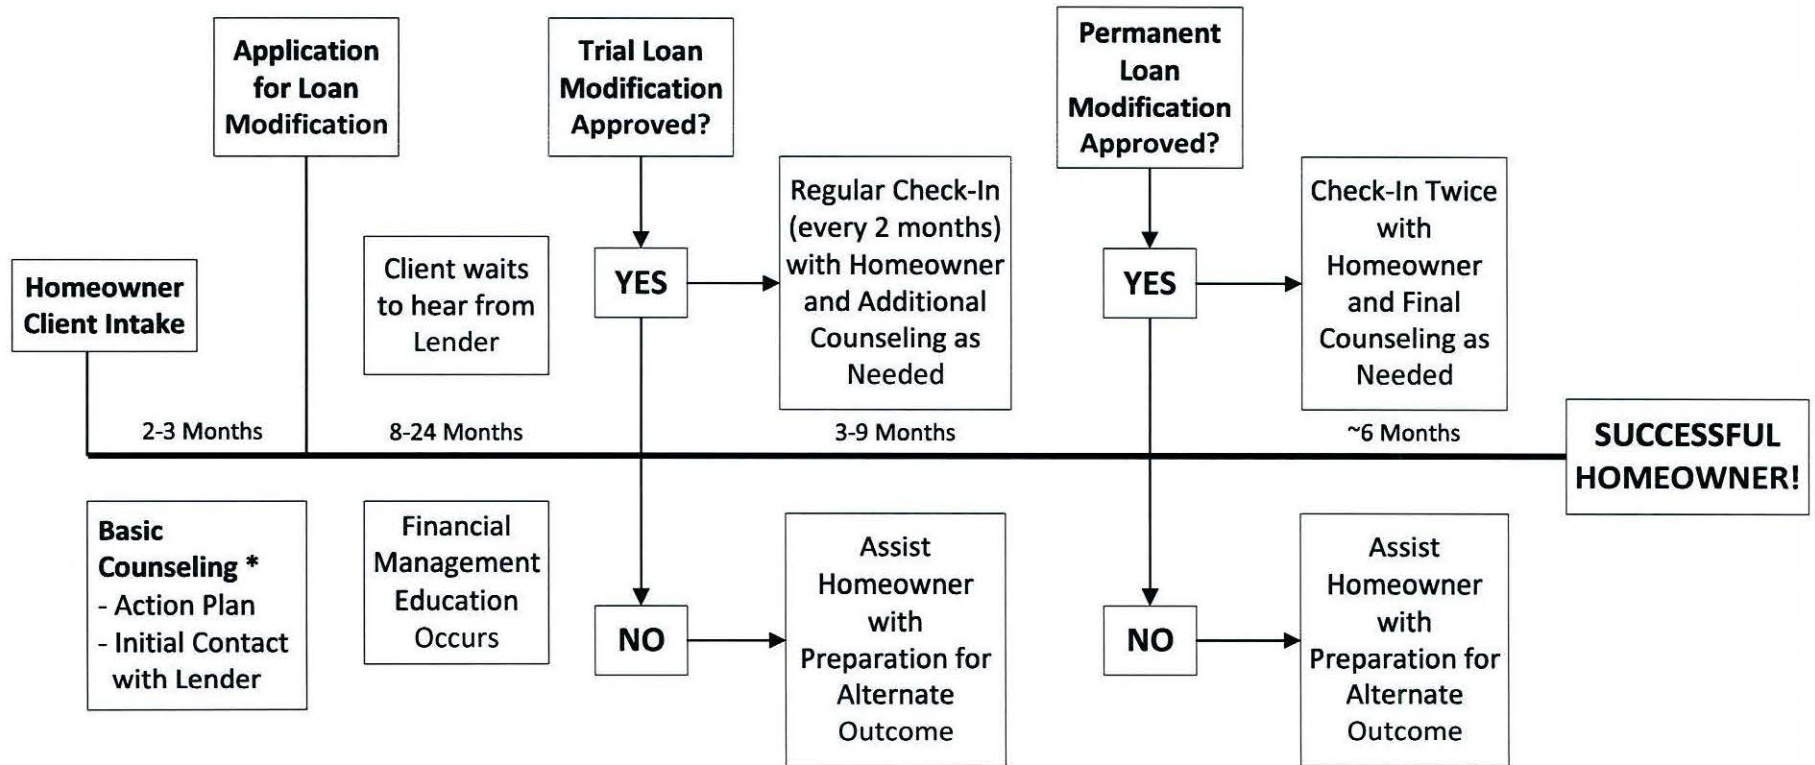 Application
for Loan
Modification
Trial Loan
Modification
Approved?
Permanent
Loan
Modification
Approved?
Homeowner
Client Intake
Client waits
to hear from
Lender
YES
Regular Check-In
(every 2 months)
with Homeowner
and Additional
Counseling as
Needed
YES
Check-In Twice
with
Homeowner
and Final
Counseling as
Needed
2-3 Months
8-24 Months
3-9 Months
~6 Months
SUCCESSFUL
HOMEOWNER!
Basic
Counseling *
- Action Plan
- Initial Contact
with Lender
Financial
Management
Education
Occurs
NO
Assist
Homeowner
with
Preparation for
Alternate
Outcome
NO
Assist
Homeowner
with
Preparation for
Alternate
Outcome